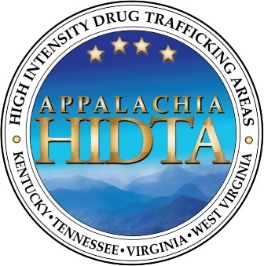 HIGH INTENSITY DRUG TRAFFICKING AREAS
APPALACHIA
HIDTA
KENTUCKY • TENNESSEE • VIRGINIA • WEST VIRGINIA